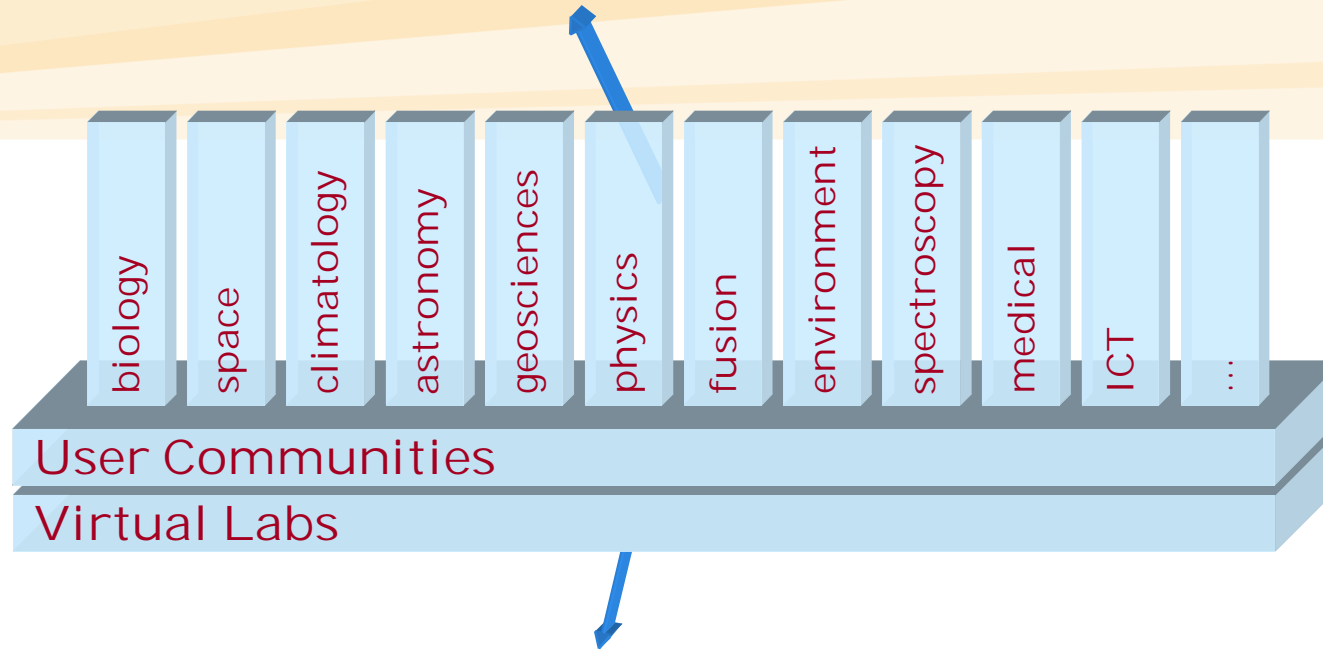 biology
space
climatology
astronomy
geosciences
physics
fusion
environment
spectroscopy
medical
ICT
...
User Communities
Virtual Labs